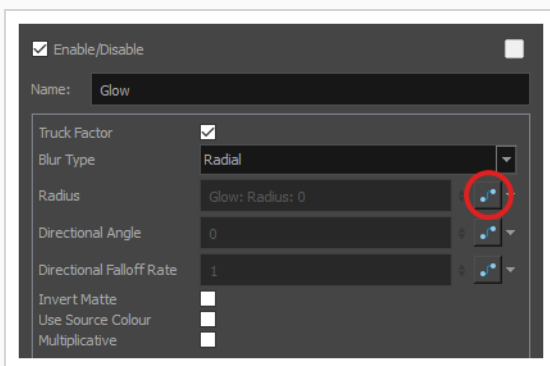 Enable/Disable
Name: Glow
Truck Factor
Blur Type Radial
Radius Glow: Radius: 0
Directional Angle 0
Directional Falloff Rate 1
Invert Matte
Use Source Colour
Multiplicative